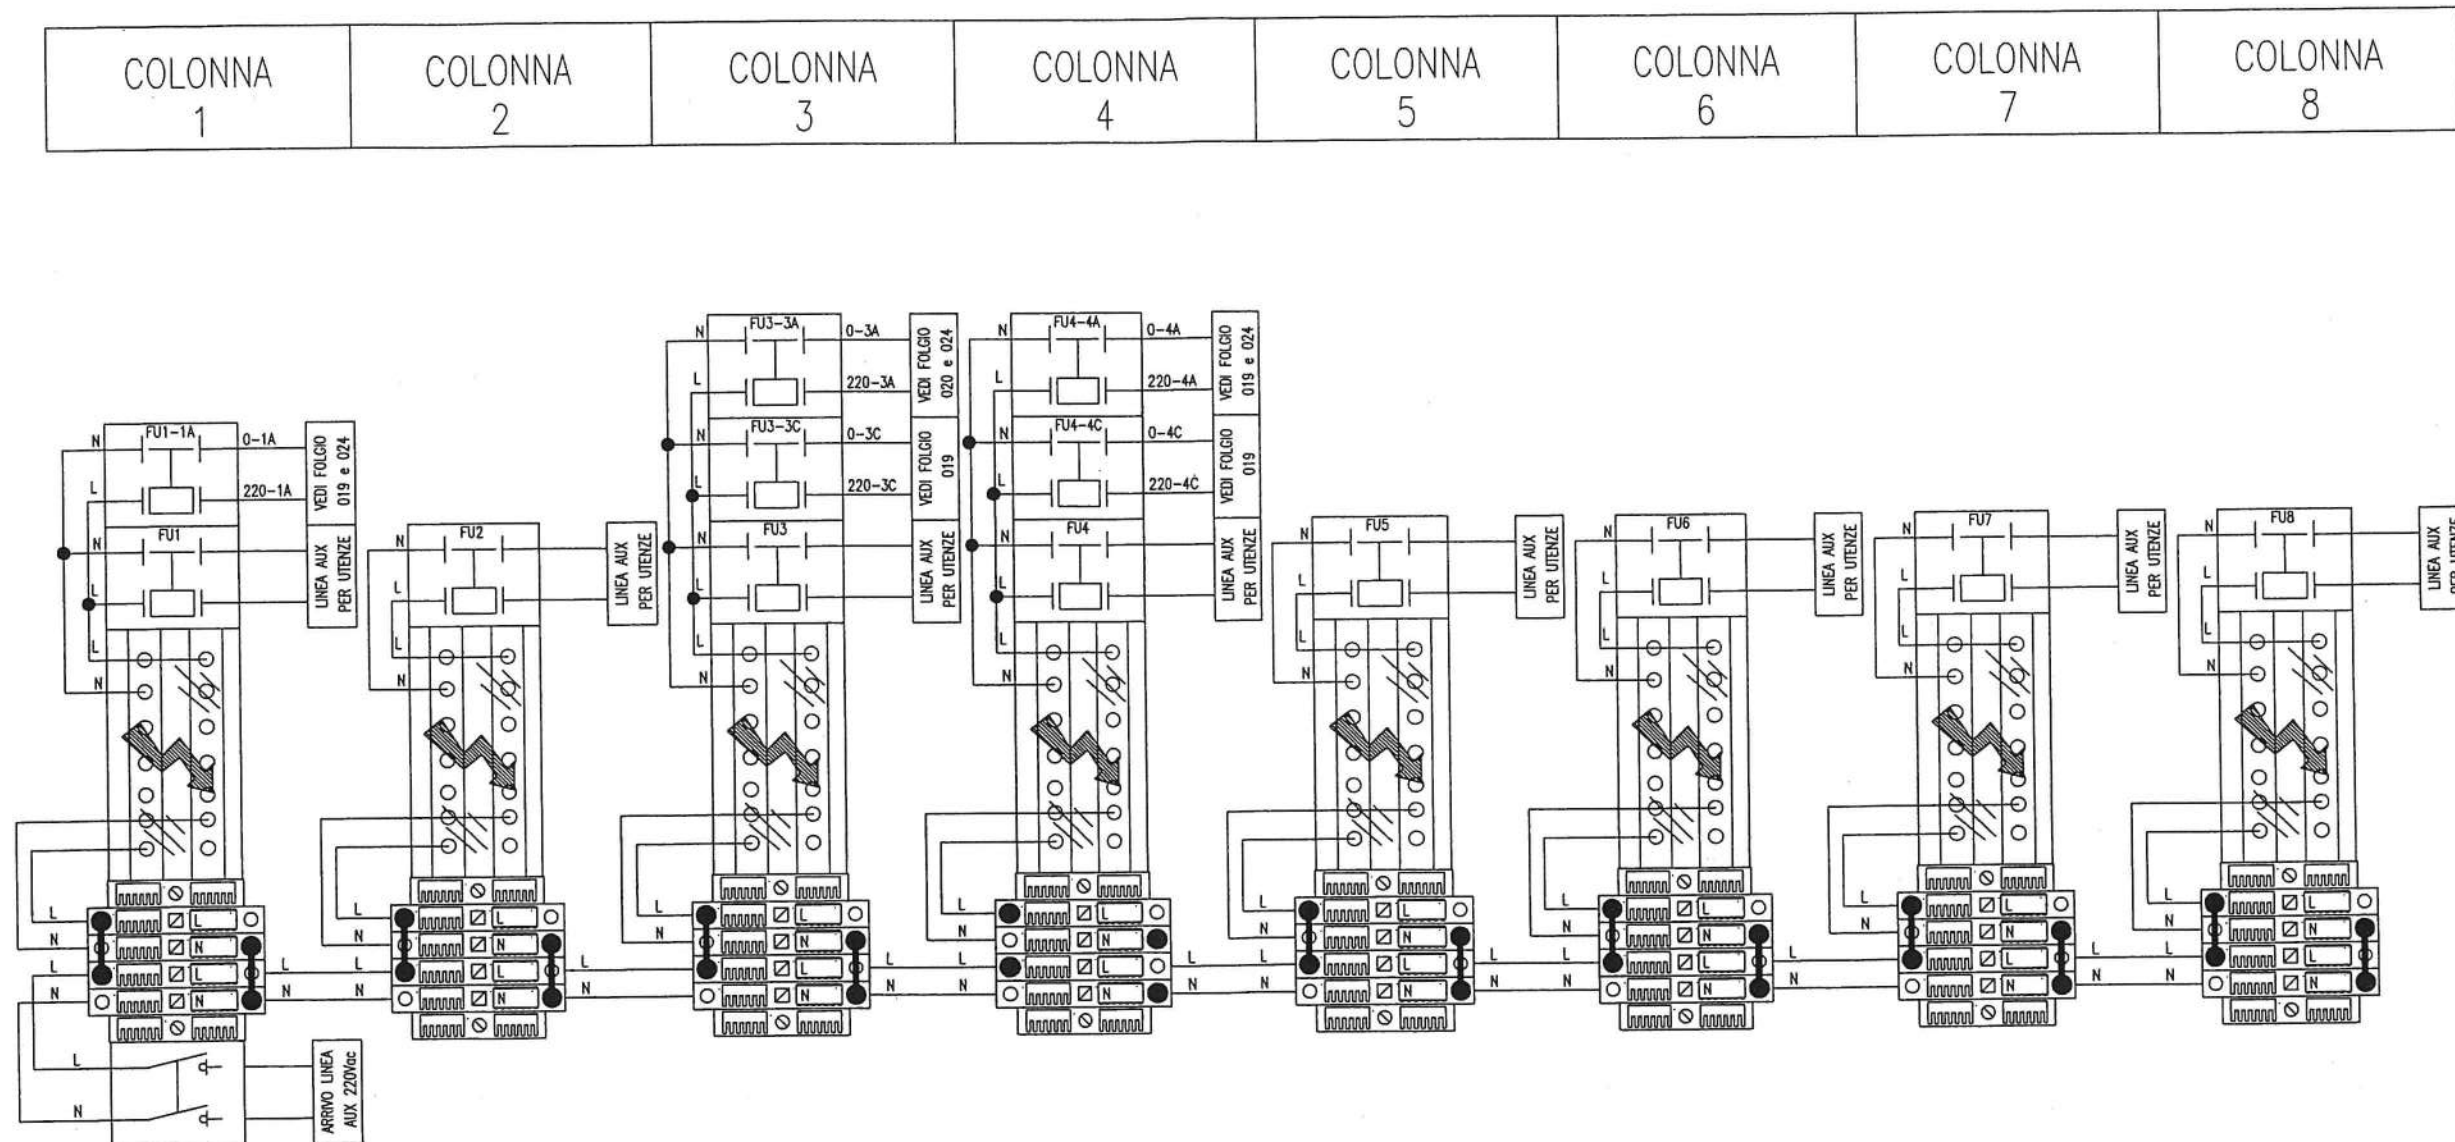 COLONNA
1
COLONNA
2
COLONNA
3
COLONNA
4
COLONNA
5
COLONNA
6
COLONNA
7
COLONNA
8
N FU1-1A 0-1A
L 220-1A
VEDI FOLGIO
019 e 024
N FU1
L
LINEA AUX
PER UTENZE
L
N
L L
N N
L L L
N N N
L
N
ARRIVO LINEA
AUX 220Vac
N FU2
L
LINEA AUX
PER UTENZE
L
N
L L
N N
L L L
N N N
N FU3-3A 0-3A
L 220-3A
VEDI FOLGIO
020 e 024
N FU3-3C 0-3C
L 220-3C
VEDI FOLGIO
019
N FU3
L
LINEA AUX
PER UTENZE
L
N
L L
N N
L L
N N
N FU4-4A 0-4A
L 220-4A
VEDI FOLGIO
019 e 024
N FU4-4C 0-4C
L 220-4C
VEDI FOLGIO
019
N FU4
L
LINEA AUX
PER UTENZE
L
N
L L
N N
L L L
N N N
N FU5
L
LINEA AUX
PER UTENZE
L
N
L L
N N
L L L
N N N
N FU6
L
LINEA AUX
PER UTENZE
L
N
L L
N N
L L L
N N N
N FU7
L
LINEA AUX
PER UTENZE
L
N
L L
N N
L L
N N
N FU8
L
LINEA AUX
PER UTENZE
L
N
L L
N N
L L
N N